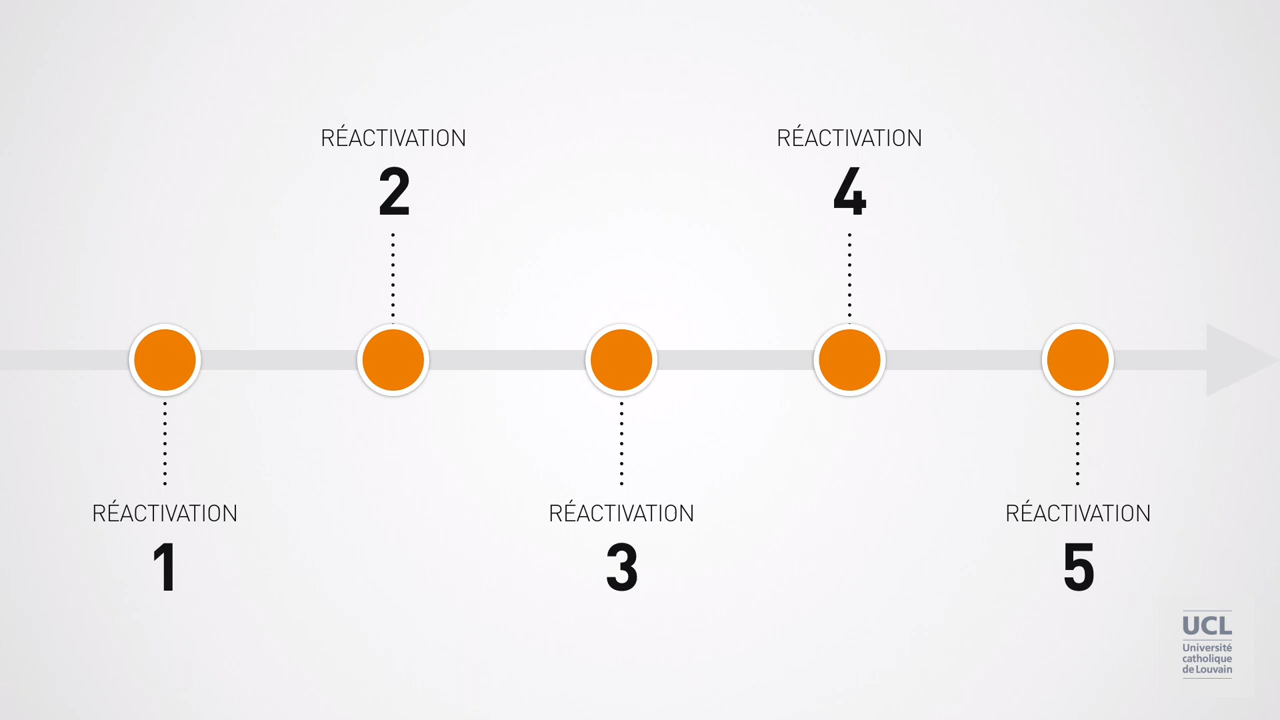 RÉACTIVATION
2
RÉACTIVATION
4
RÉACTIVATION
1
RÉACTIVATION
3
RÉACTIVATION
5
UCL
Université
catholique
de Louvain